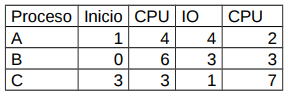 Proceso Inicio CPU IO CPU
A 1 4 4 2
B 0 6 3 3
C 3 3 1 7